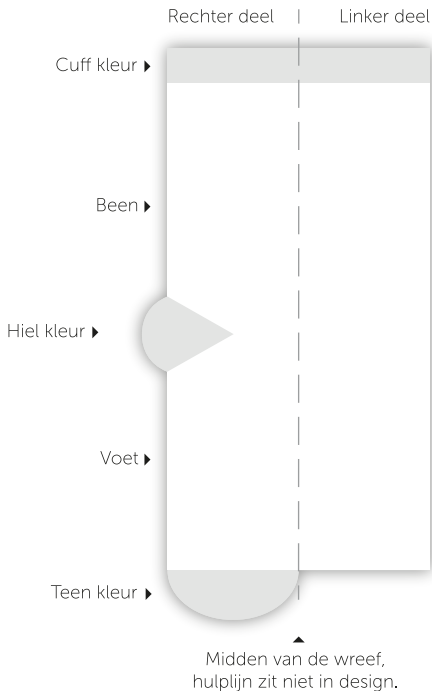 Rechter deel
Linker deel
Cuff kleur
Been
Hiel kleur
Voet
Teen kleur
Midden van de wreef,
hulplijn zit niet in design.